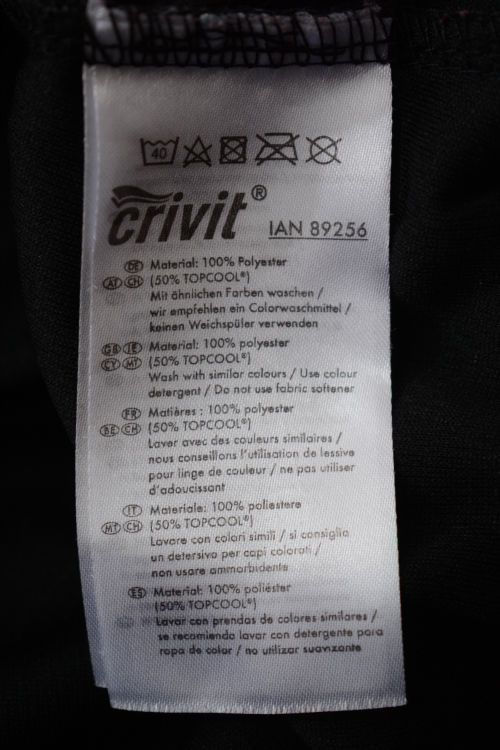 40
crivit®
IAN 89256
DE Material: 100% Polyester
AT CH (50% TOPCOOL®)
Mit ähnlichen Farben waschen /
wir empfehlen ein Colorwaschmittel /
keinen Weichspüler verwenden
GB IE Material: 100% polyester
CY MT (50% TOPCOOL®)
Wash with similar colours / Use colour
detergent / Do not use fabric softener
FR Matières : 100% polyester
BE CH (50% TOPCOOL®)
Laver avec des couleurs similaires /
nous conseillons l'utilisation de lessive
pour linge de couleur / ne pas utiliser
d'adoucissant
IT Materiale: 100% poliestere
MT CH (50% TOPCOOL®)
Lavare con colori simili / si consiglia
un detersivo per capi colorati /
non usare ammorbidente
ES Material: 100% poliéster
(50% TOPCOOL®)
Lavar con prendas de colores similares /
se recomienda lavar con detergente para
ropa de color / no utilizar suavizante